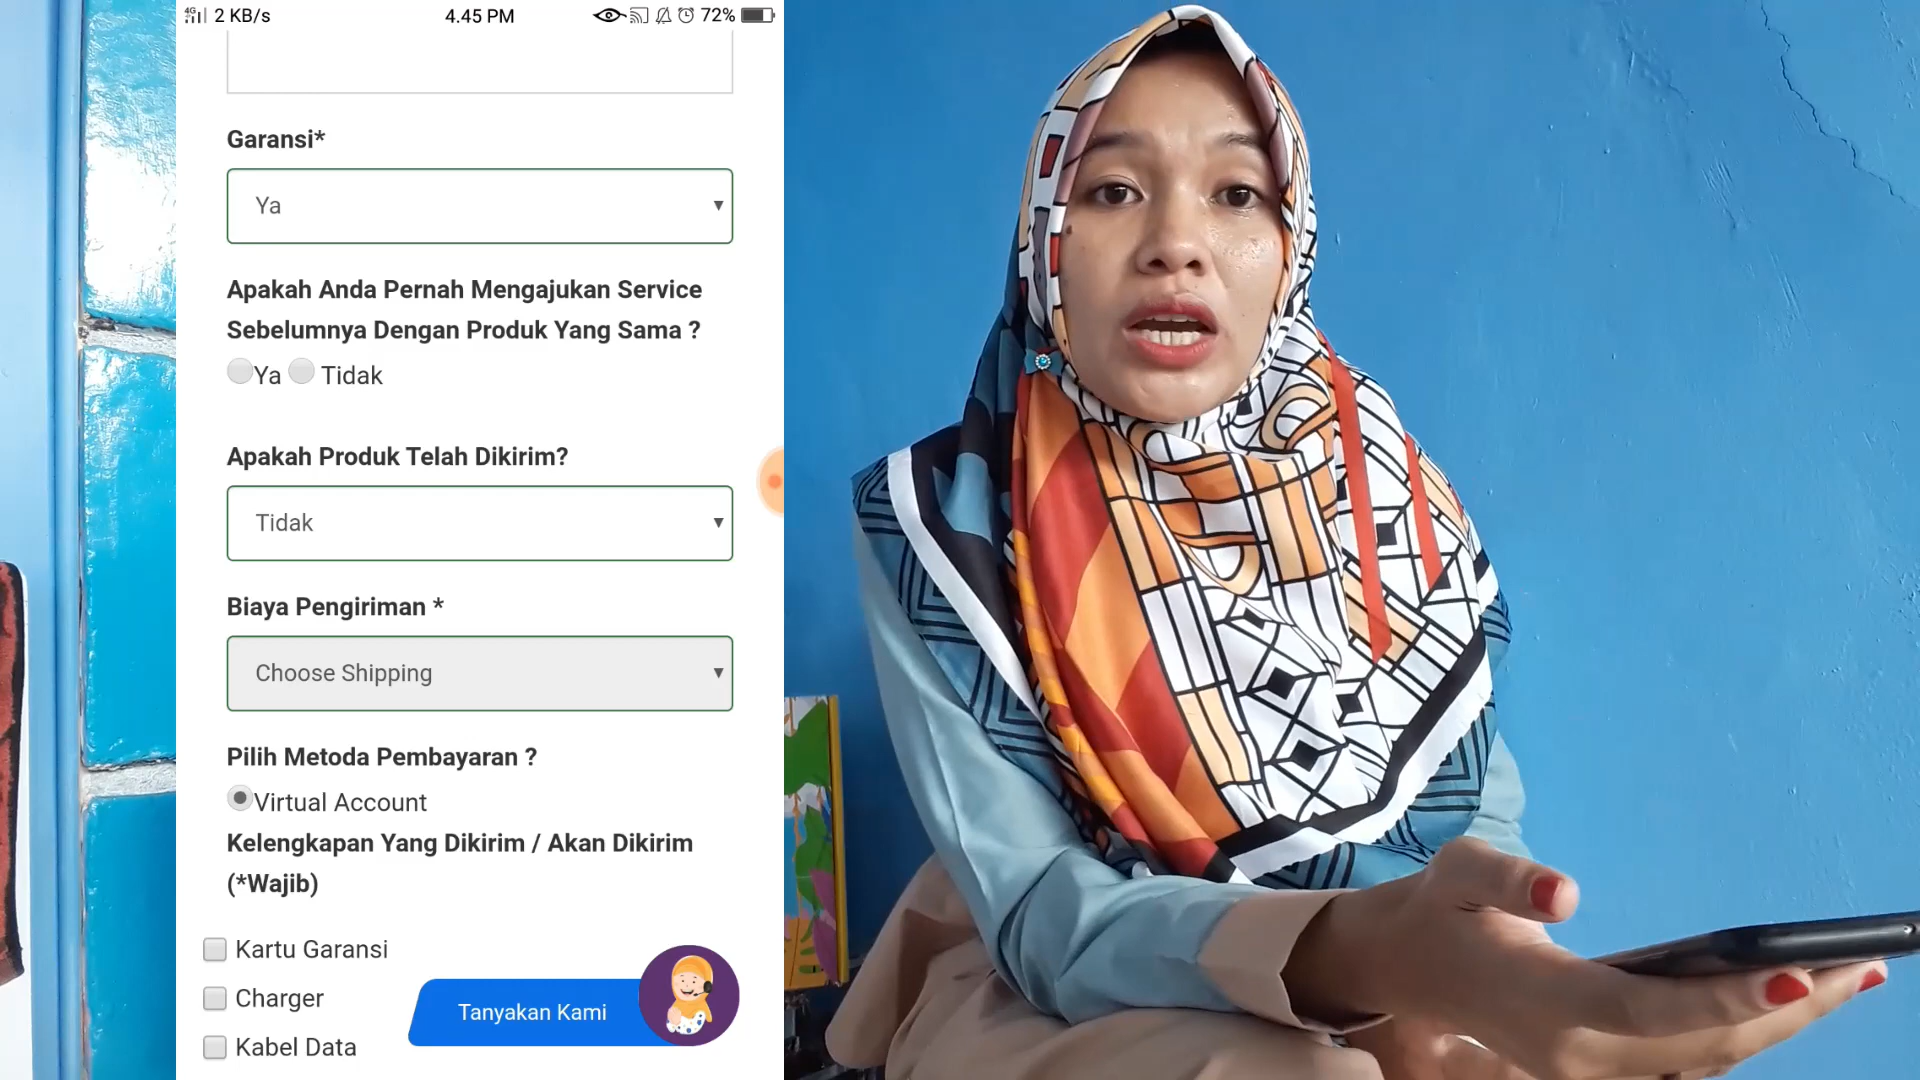 4G 2 KB/s 4.45 PM 72%
Garansi*
Ya
Apakah Anda Pernah Mengajukan Service
Sebelumnya Dengan Produk Yang Sama ?
Ya Tidak
Apakah Produk Telah Dikirim?
Tidak
Biaya Pengiriman *
Choose Shipping
Pilih Metoda Pembayaran ?
Virtual Account
Kelengkapan Yang Dikirim / Akan Dikirim
(*Wajib)
Kartu Garansi
Charger
Tanyakan Kami
Kabel Data